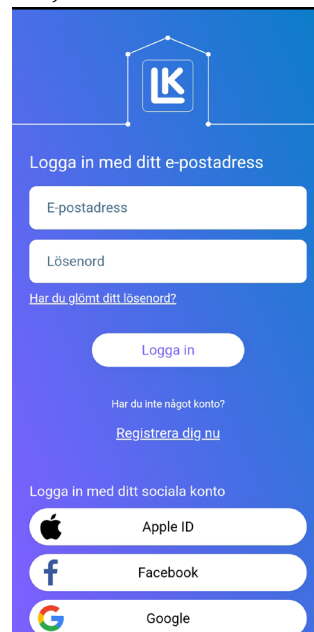 LK
Logga in med ditt e-postadress
E-postadress
Lösenord
Har du glömt ditt lösenord?
Logga in
Har du inte något konto?
Registrera dig nu
Logga in med ditt sociala konto
Apple ID
Facebook
Google